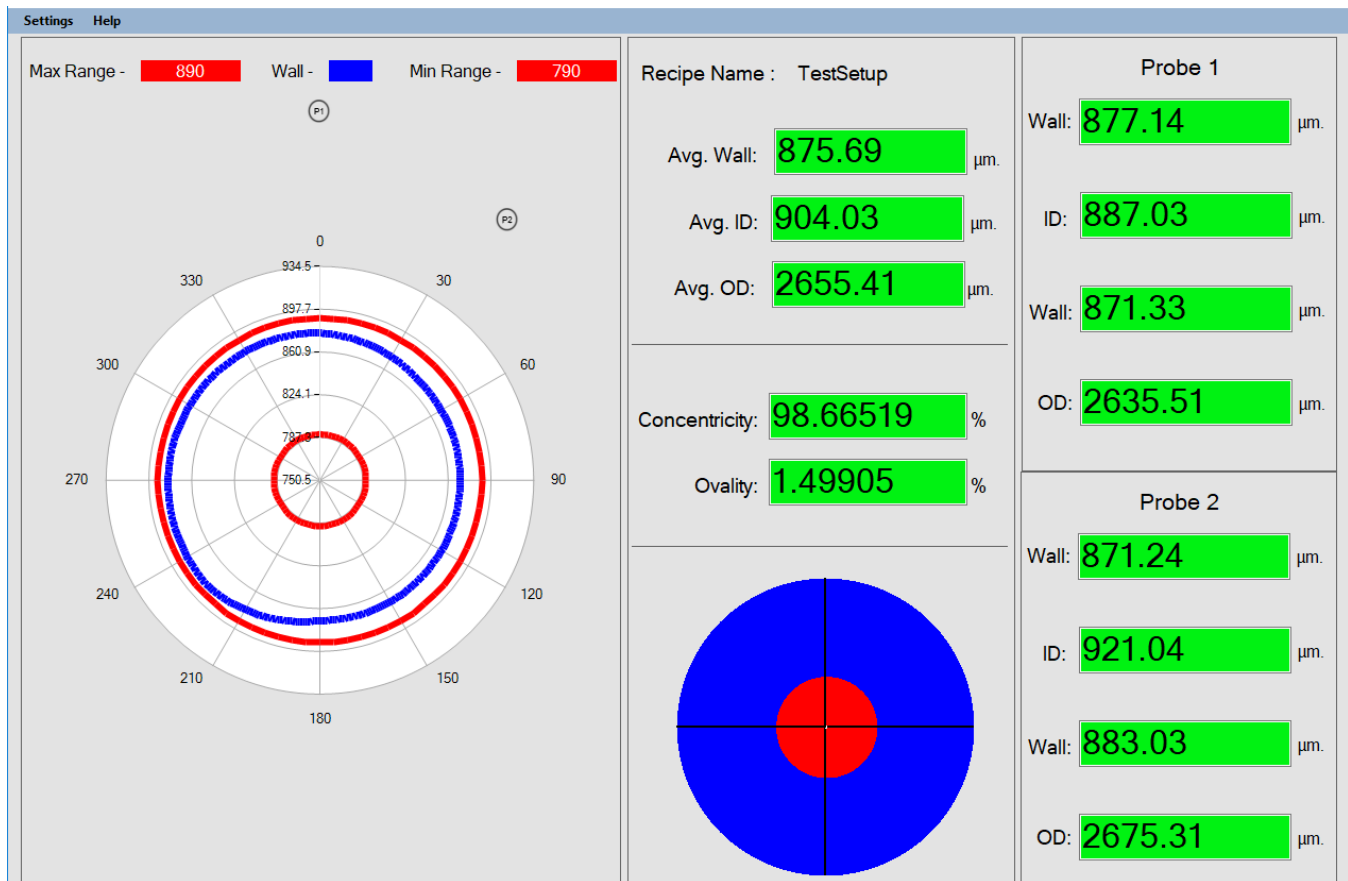 Settings Help
Max Range - 890 Wall - Min Range - 790
P1
P2
0
934.5
330 30
897.7
860.9
300 60
824.1
787.3
270 750.5 90
240 120
210 150
180
Recipe Name : TestSetup
Avg. Wall: 875.69 µm.
Avg. ID: 904.03 µm.
Avg. OD: 2655.41 µm.
Concentricity: 98.66519 %
Ovality: 1.49905 %
Probe 1
Wall: 877.14 µm.
ID: 887.03 µm.
Wall: 871.33 µm.
OD: 2635.51 µm.
Probe 2
Wall: 871.24 µm.
ID: 921.04 µm.
Wall: 883.03 µm.
OD: 2675.31 µm.